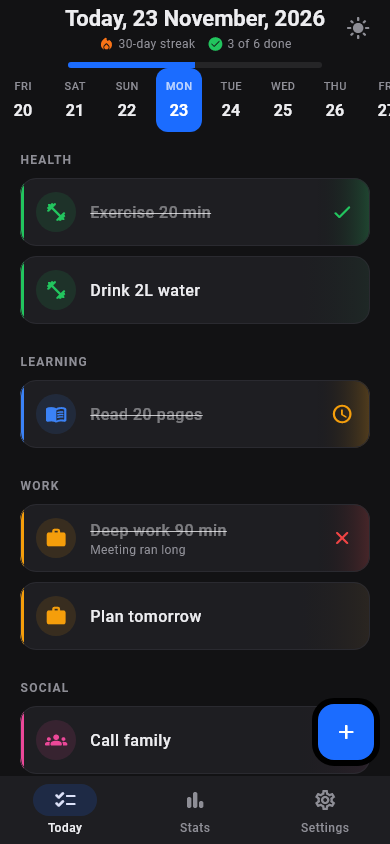 Today, 23 November, 2026
30-day streak 3 of 6 done
FRI SAT SUN MON TUE WED THU FR
20 21 22 23 24 25 26 27
HEALTH
Exercise 20 min
Drink 2L water
LEARNING
Read 20 pages
WORK
Deep work 90 min
Meeting ran long
Plan tomorrow
SOCIAL
Call family
+
Today Stats Settings